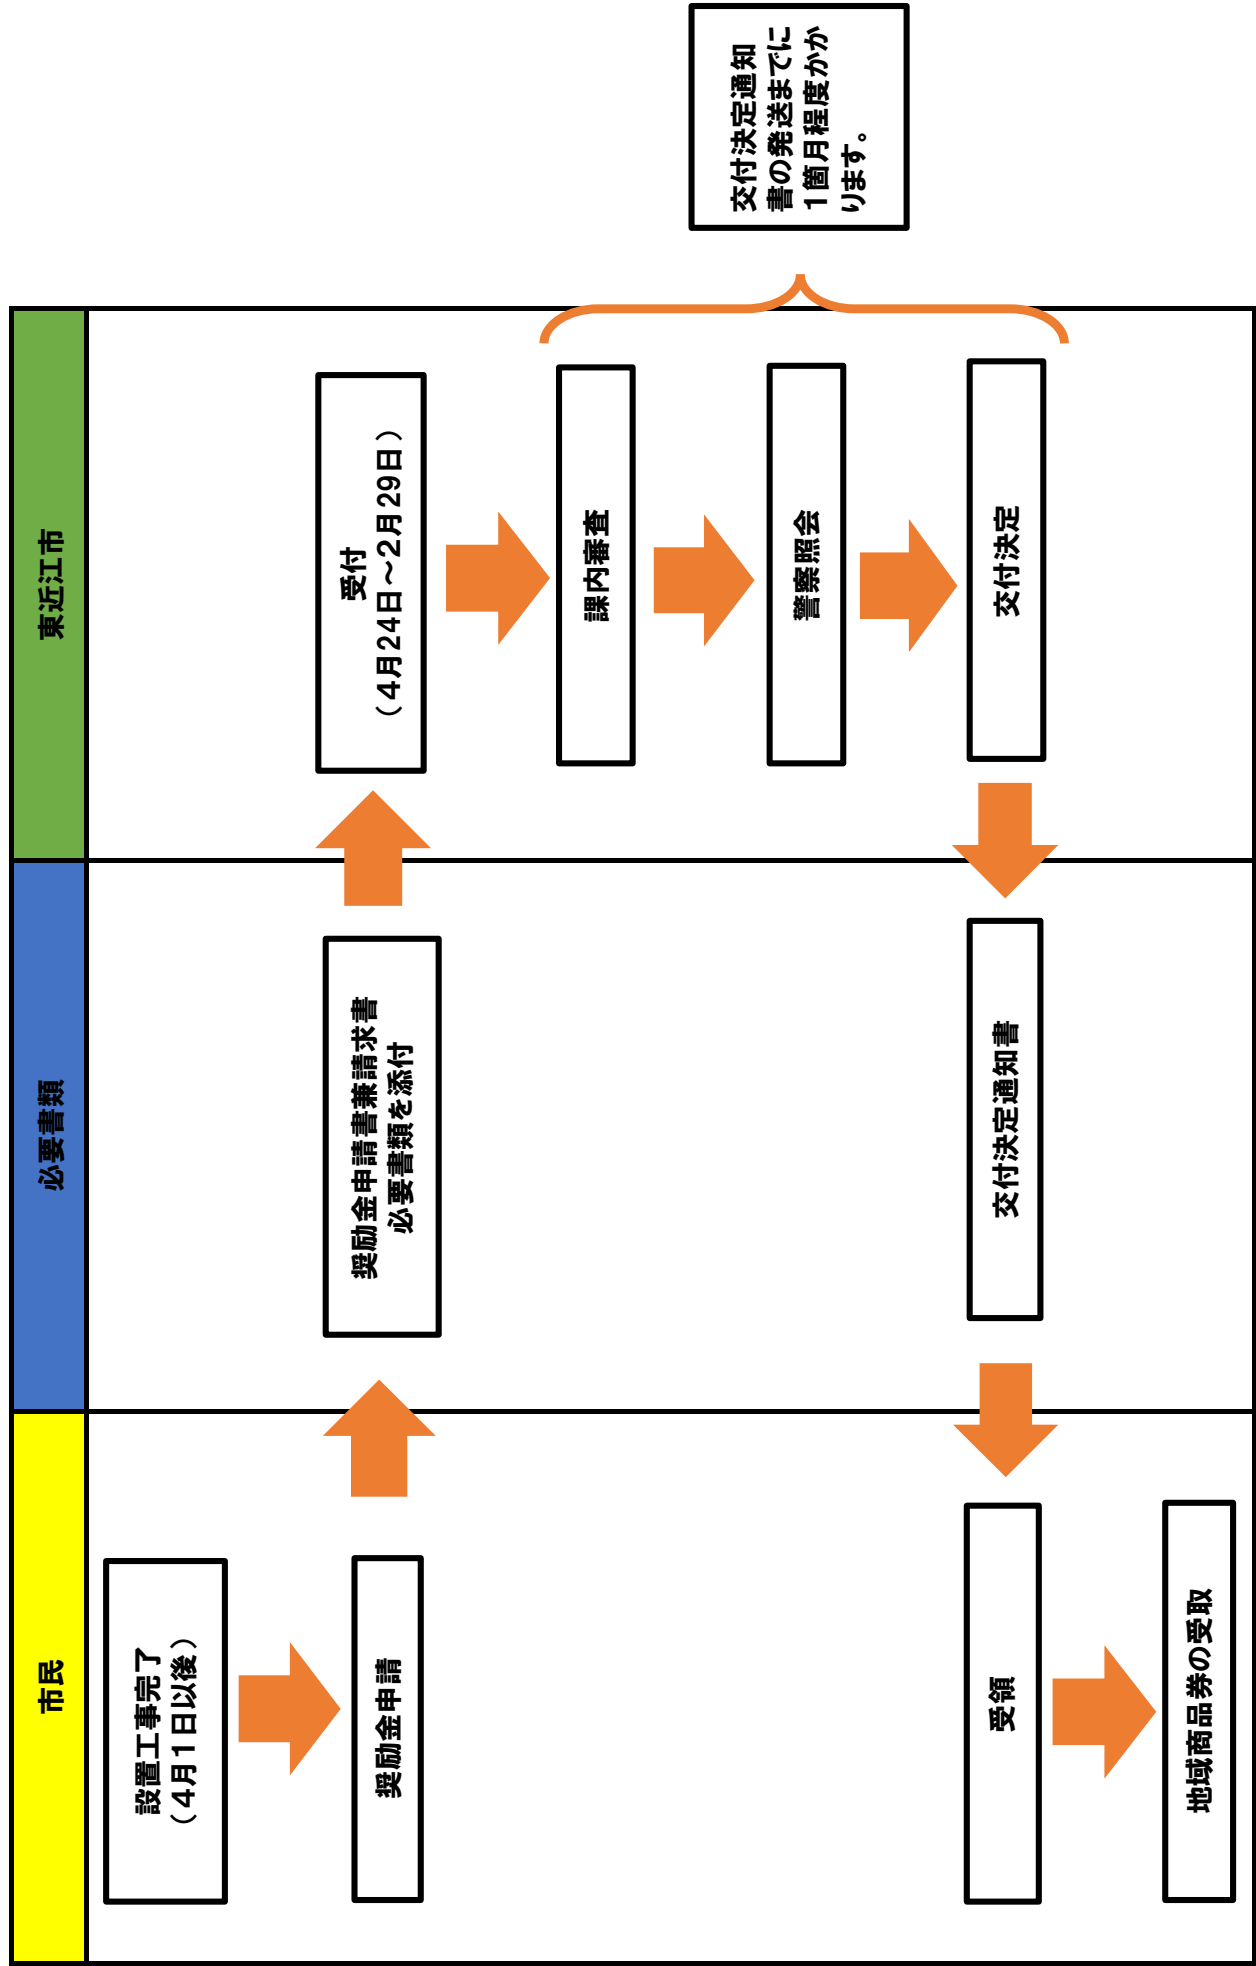 市民
必要書類
東近江市
設置工事完了
（4月1日以後）
奨励金申請
奨励金申請書兼請求書
必要書類を添付
受付
（4月24日～2月29日）
課内審査
警察照会
交付決定
交付決定通知
書の発送までに
1箇月程度かか
ります。
交付決定通知書
受領
地域商品券の受取